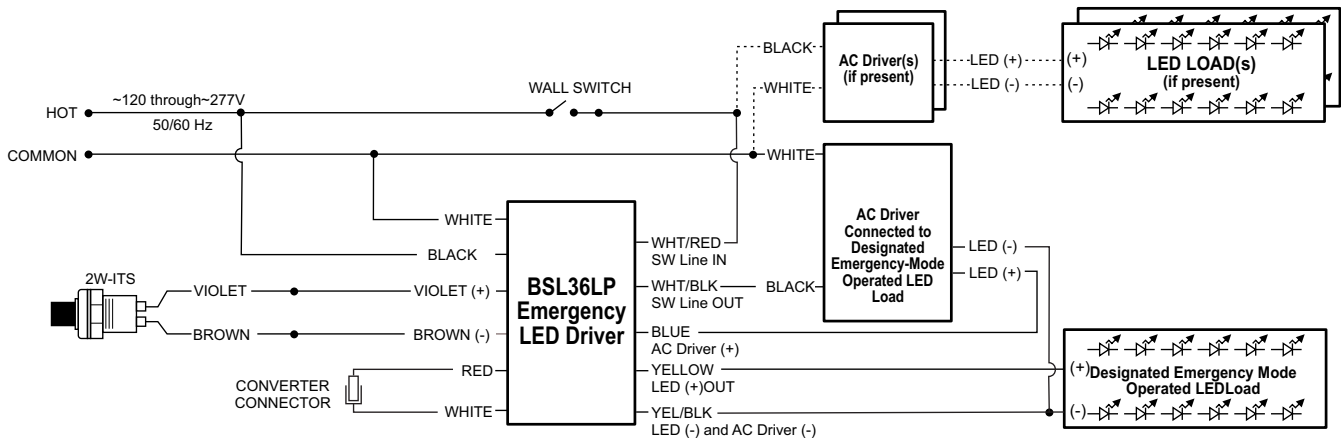 HOT
~120 through~277V
50/60 Hz
COMMON
WALL SWITCH
BLACK
WHITE
AC Driver(s)
(if present)
LED (+)
LED (-)
(+)
(-)
LED LOAD(s)
(if present)
WHITE
BLACK
AC Driver
Connected to
Designated
Emergency-Mode
Operated LED
Load
LED (-)
LED (+)
WHITE
BLACK
2W-ITS
VIOLET
VIOLET (+)
BROWN
BROWN (-)
RED
CONVERTER
CONNECTOR
WHITE
BSL36LP
Emergency
LED Driver
WHT/RED
SW Line IN
WHT/BLK
SW Line OUT
BLUE
AC Driver (+)
YELLOW
LED (+)OUT
YEL/BLK
LED (-) and AC Driver (-)
(+)
Designated Emergency Mode
Operated LEDLoad
(-)